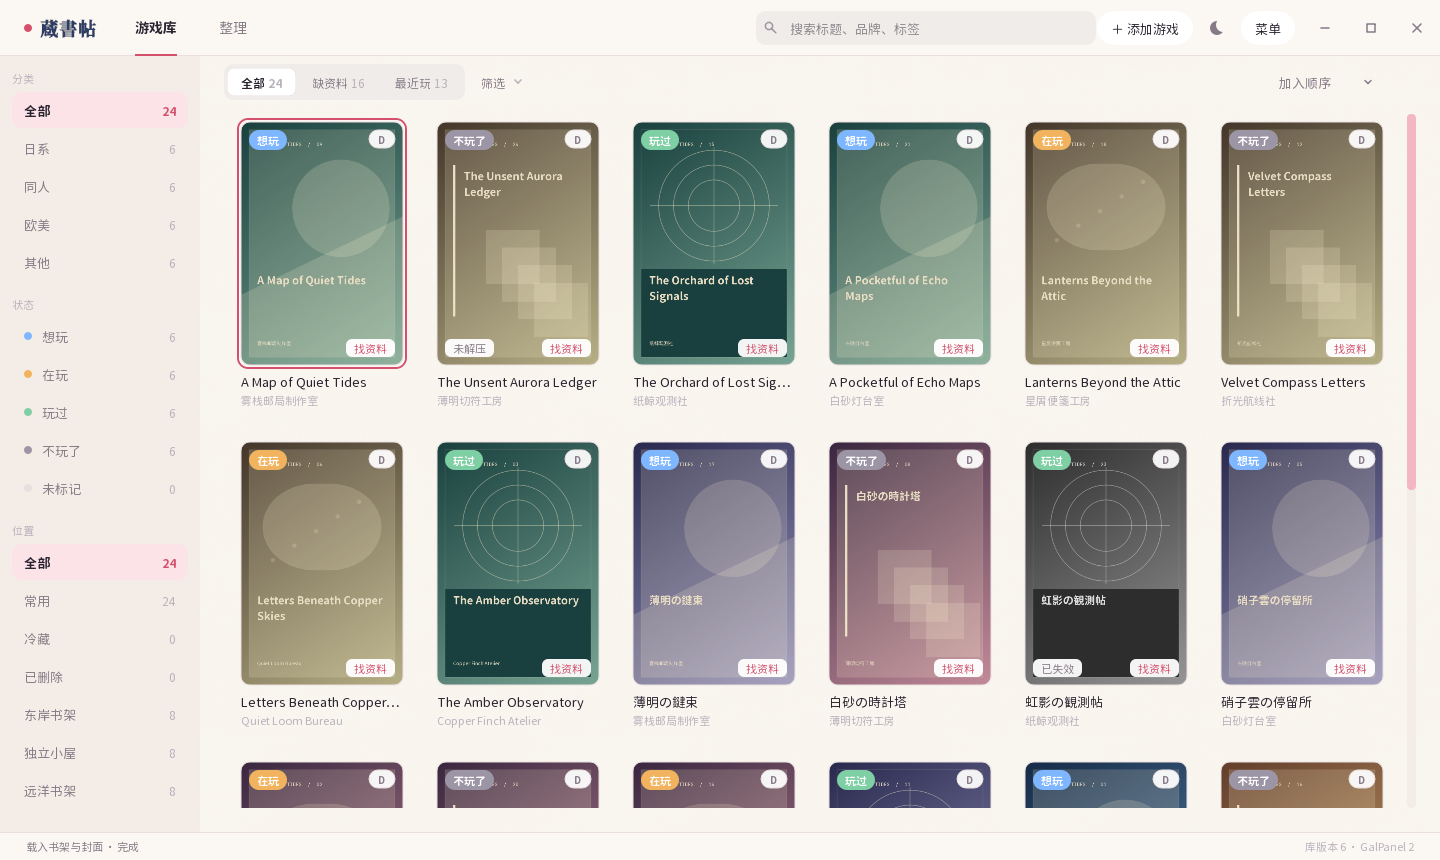 蔵書帖
游戏库
整理
搜索标题、品牌、标签
+ 添加游戏
菜单
分类
全部 24
日系 6
同人 6
欧美 6
其他 6
状态
想玩 6
在玩 6
玩过 6
不玩了 6
未标记 0
位置
全部 24
常用 24
冷藏 0
已删除 0
东岸书架 8
独立小屋 8
远洋书架 8
全部 24
缺资料 16
最近玩 13
筛选
加入顺序
想玩
D
A Map of Quiet Tides
找资料
A Map of Quiet Tides
雾栈邮局制作室
不玩了
D
The Unsent Aurora
Ledger
未解压
找资料
The Unsent Aurora Ledger
薄明切符工房
玩过
D
The Orchard of Lost
Signals
找资料
The Orchard of Lost Sig…
纸鲸观测社
想玩
D
A Pocketful of Echo
Maps
找资料
A Pocketful of Echo Maps
白砂灯台室
在玩
D
Lanterns Beyond the
Attic
找资料
Lanterns Beyond the Attic
星屑便笺工房
不玩了
D
Velvet Compass
Letters
找资料
Velvet Compass Letters
折光航线社
在玩
D
Letters Beneath Copper
Skies
Quiet Loom Bureau
找资料
Letters Beneath Copper…
Quiet Loom Bureau
玩过
D
The Amber Observatory
Copper Finch Atelier
找资料
The Amber Observatory
Copper Finch Atelier
想玩
D
薄明の鍵束
找资料
薄明の鍵束
雾栈邮局制作室
不玩了
D
白砂の時計塔
找资料
白砂の時計塔
薄明切符工房
玩过
D
虹影の観測帖
已失效
找资料
虹影の観測帖
纸鲸观测社
想玩
D
硝子雲の停留所
找资料
硝子雲の停留所
白砂灯台室
在玩
D
不玩了
D
在玩
D
玩过
D
想玩
D
不玩了
D
载入书架与封面 · 完成
库版本 6 · GalPanel 2